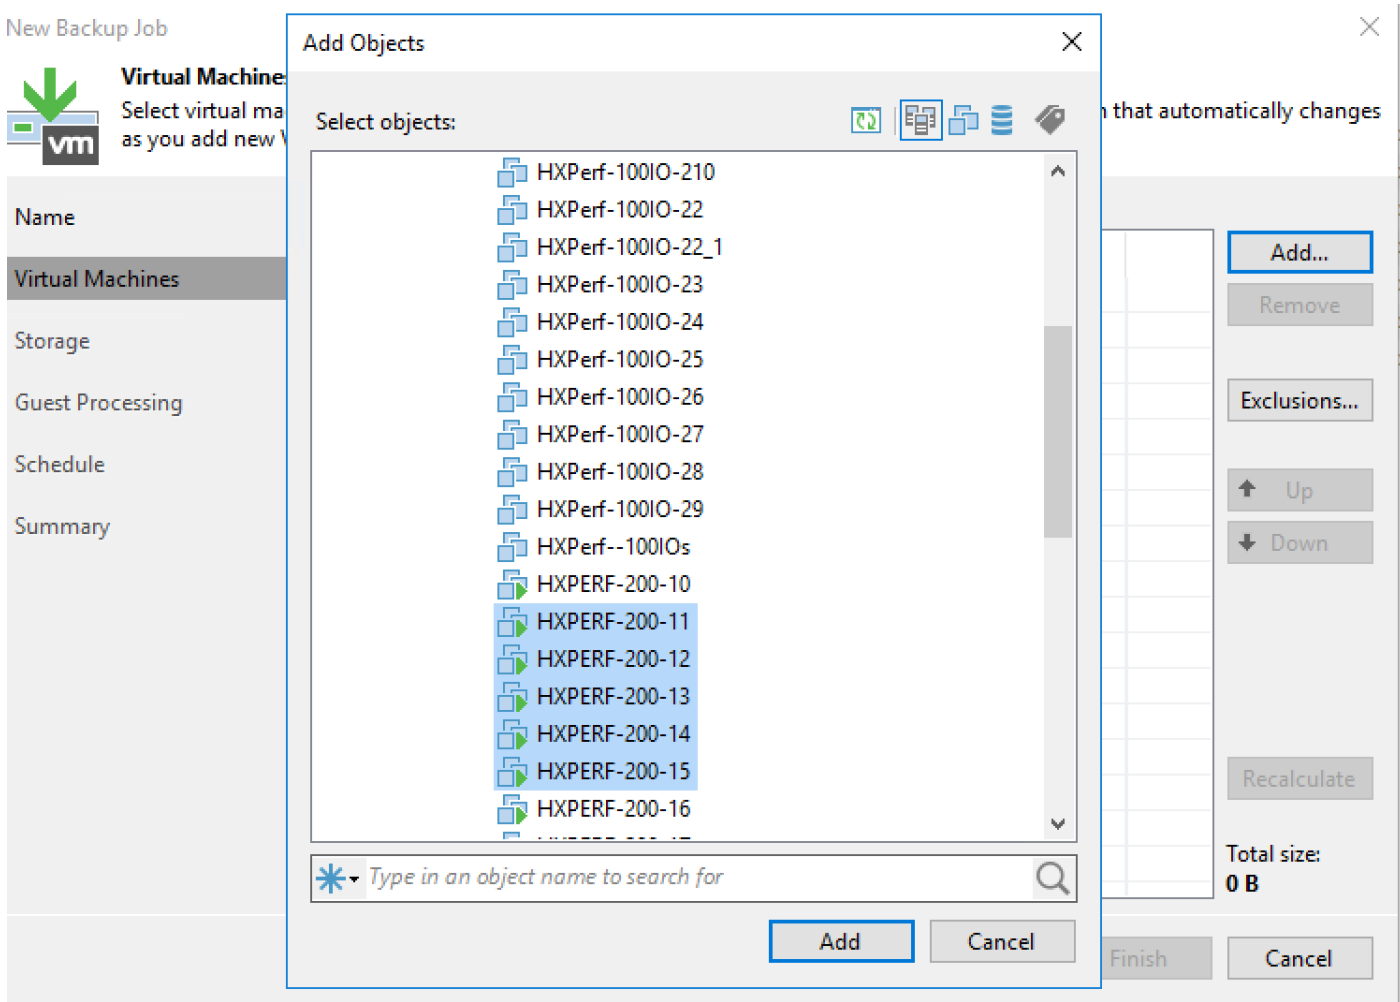 New Backup Job
Virtual Machine
Select virtual ma
as you add new
that automatically changes
Name
Virtual Machines
Storage
Guest Processing
Schedule
Summary
Add Objects
Select objects:
HXPerf-100IO-210
HXPerf-100IO-22
HXPerf-100IO-22_1
HXPerf-100IO-23
HXPerf-100IO-24
HXPerf-100IO-25
HXPerf-100IO-26
HXPerf-100IO-27
HXPerf-100IO-28
HXPerf-100IO-29
HXPerf--100IOs
HXPERF-200-10
HXPERF-200-11
HXPERF-200-12
HXPERF-200-13
HXPERF-200-14
HXPERF-200-15
HXPERF-200-16
Type in an object name to search for
Add
Cancel
Add...
Remove
Exclusions...
Up
Down
Recalculate
Total size:
0 B
Finish
Cancel
vm